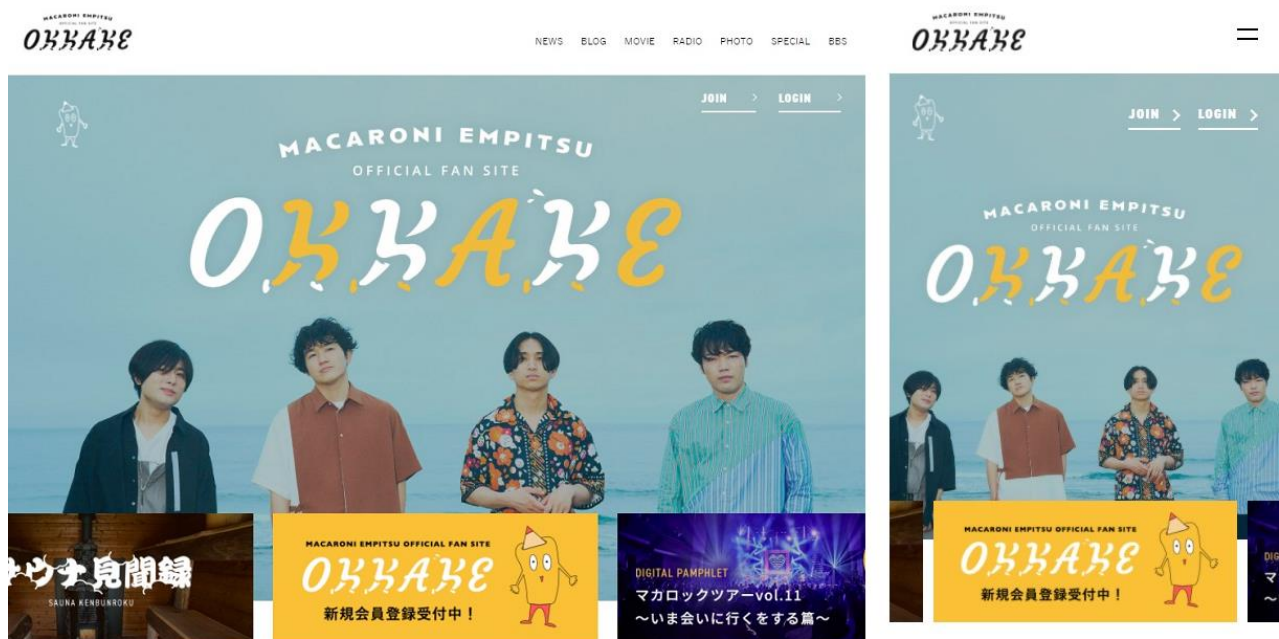 MACARONI EMPITSU
OFFICIAL FAN SITE
OKKAKE
NEWS BLOG MOVIE RADIO PHOTO SPECIAL BBS
JOIN LOGIN
MACARONI EMPITSU
OFFICIAL FAN SITE
OKKAKE
ウナ見聞録
SAUNA KENBUNROKU
MACARONI EMPITSU OFFICIAL FAN SITE
OKKAKE
新規会員登録受付中！
DIGITAL PAMPHLET
マカロックツアーvol.11
〜いま会いに行くをする篇〜
MACARONI EMPITSU
OFFICIAL FAN SITE
OKKAKE
JOIN LOGIN
MACARONI EMPITSU
OFFICIAL FAN SITE
OKKAKE
MACARONI EMPITSU OFFICIAL FAN SITE
OKKAKE
新規会員登録受付中！
DIG
マ
〜